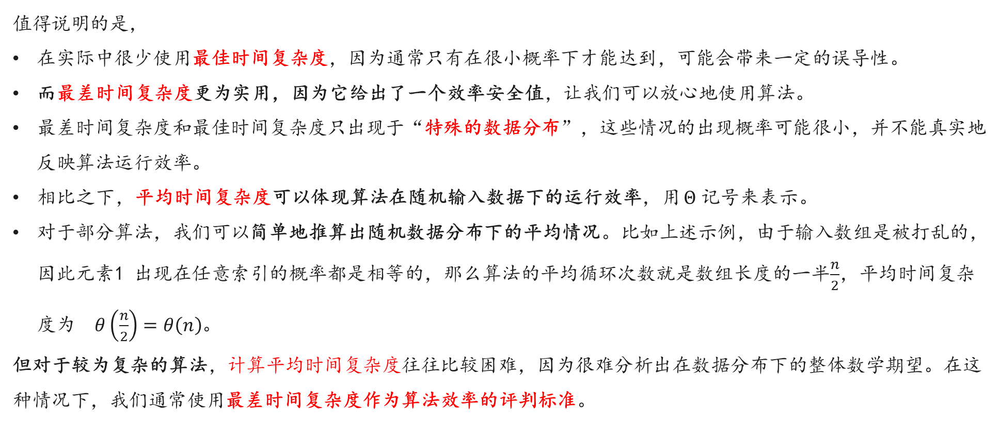 值得说明的是，
• 在实际中很少使用最佳时间复杂度，因为通常只有在很小概率下才能达到，可能会带来一定的误导性。
• 而最差时间复杂度更为实用，因为它给出了一个效率安全值，让我们可以放心地使用算法。
• 最差时间复杂度和最佳时间复杂度只出现于“特殊的数据分布”，这些情况的出现概率可能很小，并不能真实地
反映算法运行效率。
• 相比之下，平均时间复杂度可以体现算法在随机输入数据下的运行效率，用 Θ 记号来表示。
• 对于部分算法，我们可以简单地推算出随机数据分布下的平均情况。比如上述示例，由于输入数组是被打乱的，
因此元素1 出现在任意索引的概率都是相等的，那么算法的平均循环次数就是数组长度的一半n/2，平均时间复杂
度为 θ(n/2) = θ(n)。
但对于较为复杂的算法，计算平均时间复杂度往往比较困难，因为很难分析出在数据分布下的整体数学期望。在这
种情况下，我们通常使用最差时间复杂度作为算法效率的评判标准。